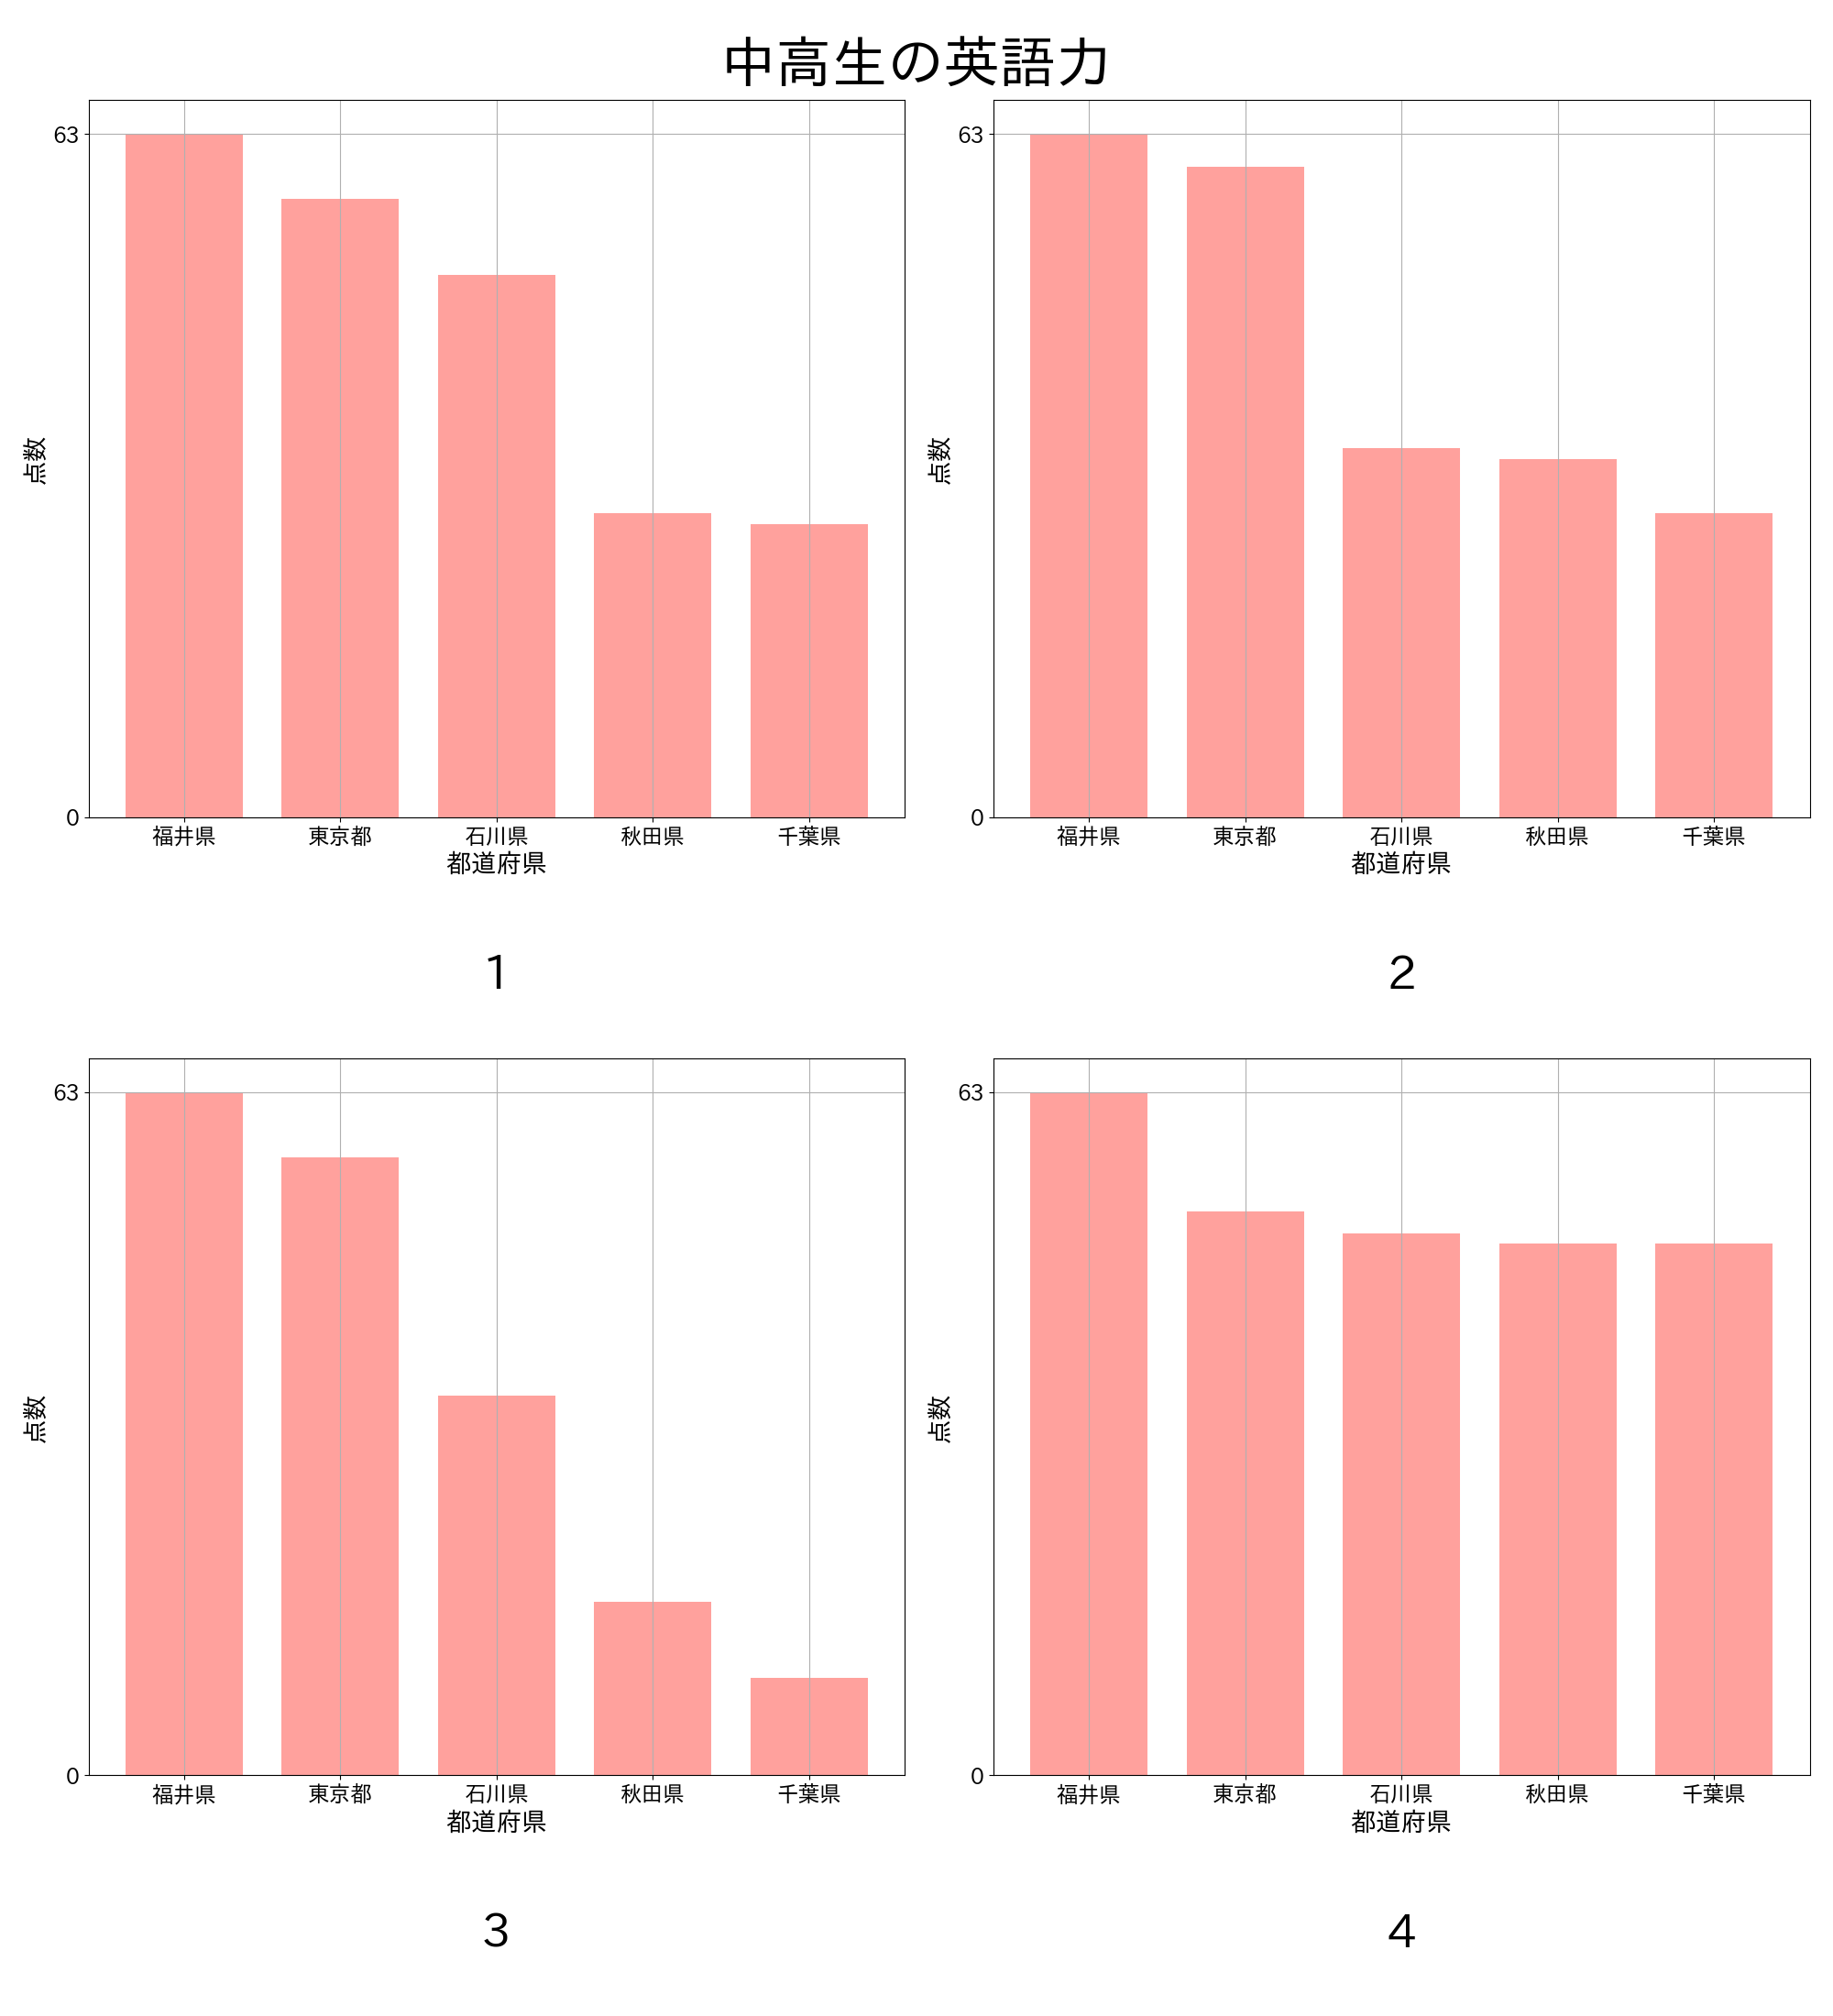 中高生の英語力
63
0
点数
福井県 東京都 石川県 秋田県 千葉県
都道府県
1
63
0
点数
福井県 東京都 石川県 秋田県 千葉県
都道府県
2
63
0
点数
福井県 東京都 石川県 秋田県 千葉県
都道府県
3
63
0
点数
福井県 東京都 石川県 秋田県 千葉県
都道府県
4